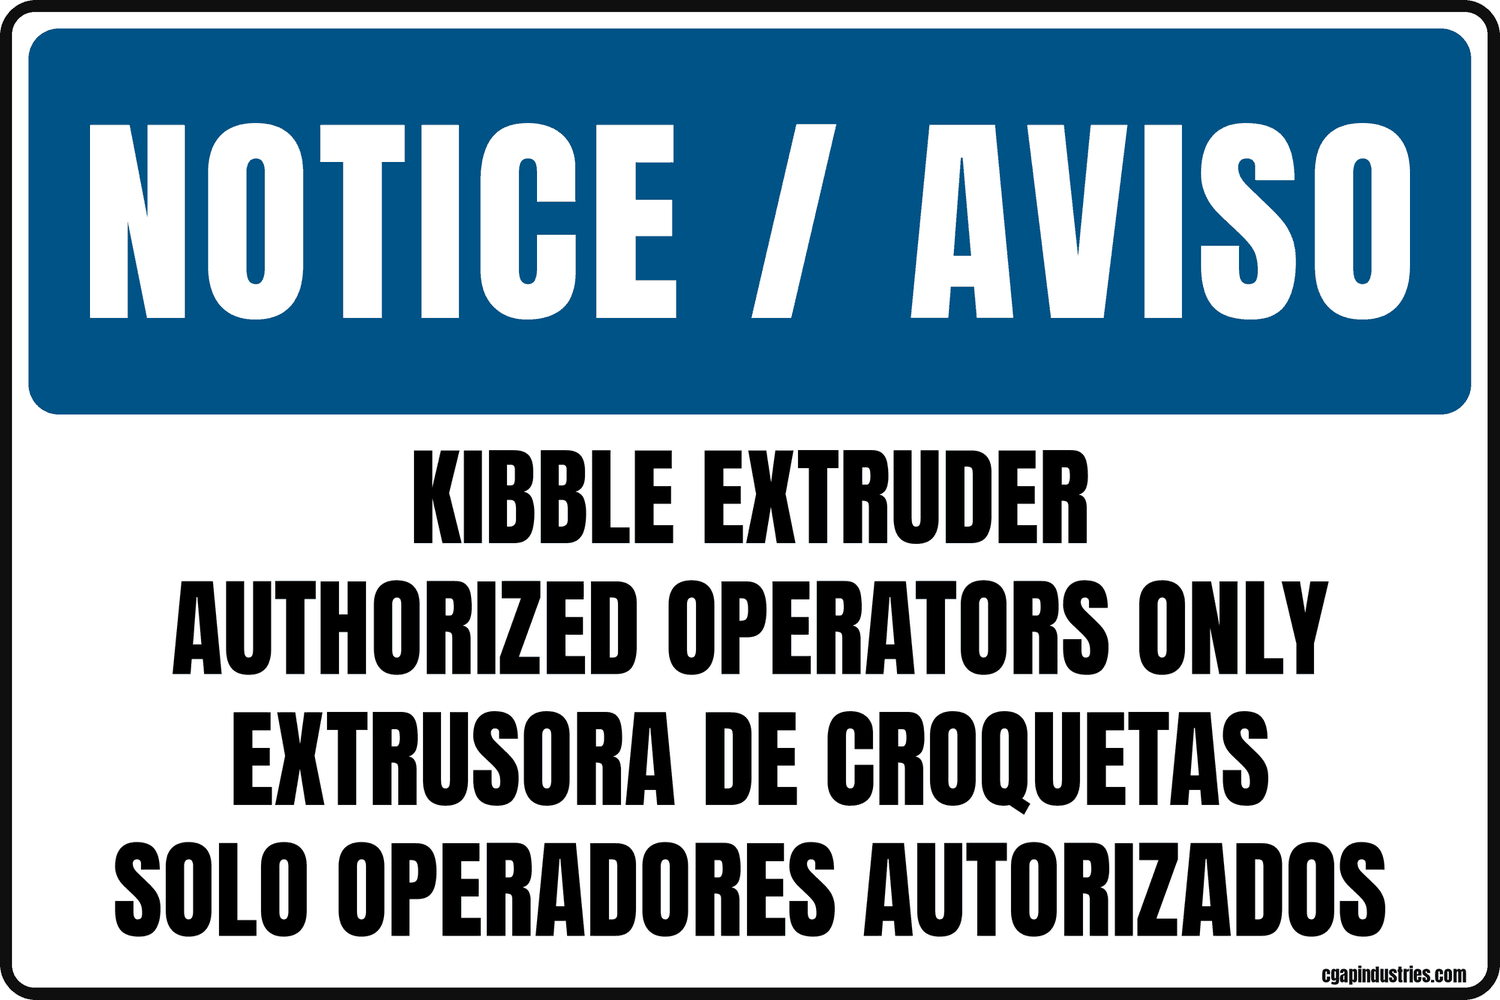 NOTICE / AVISO
KIBBLE EXTRUDER
AUTHORIZED OPERATORS ONLY
EXTRUSORA DE CROQUETAS
SOLO OPERADORES AUTORIZADOS
cgapindustries.com